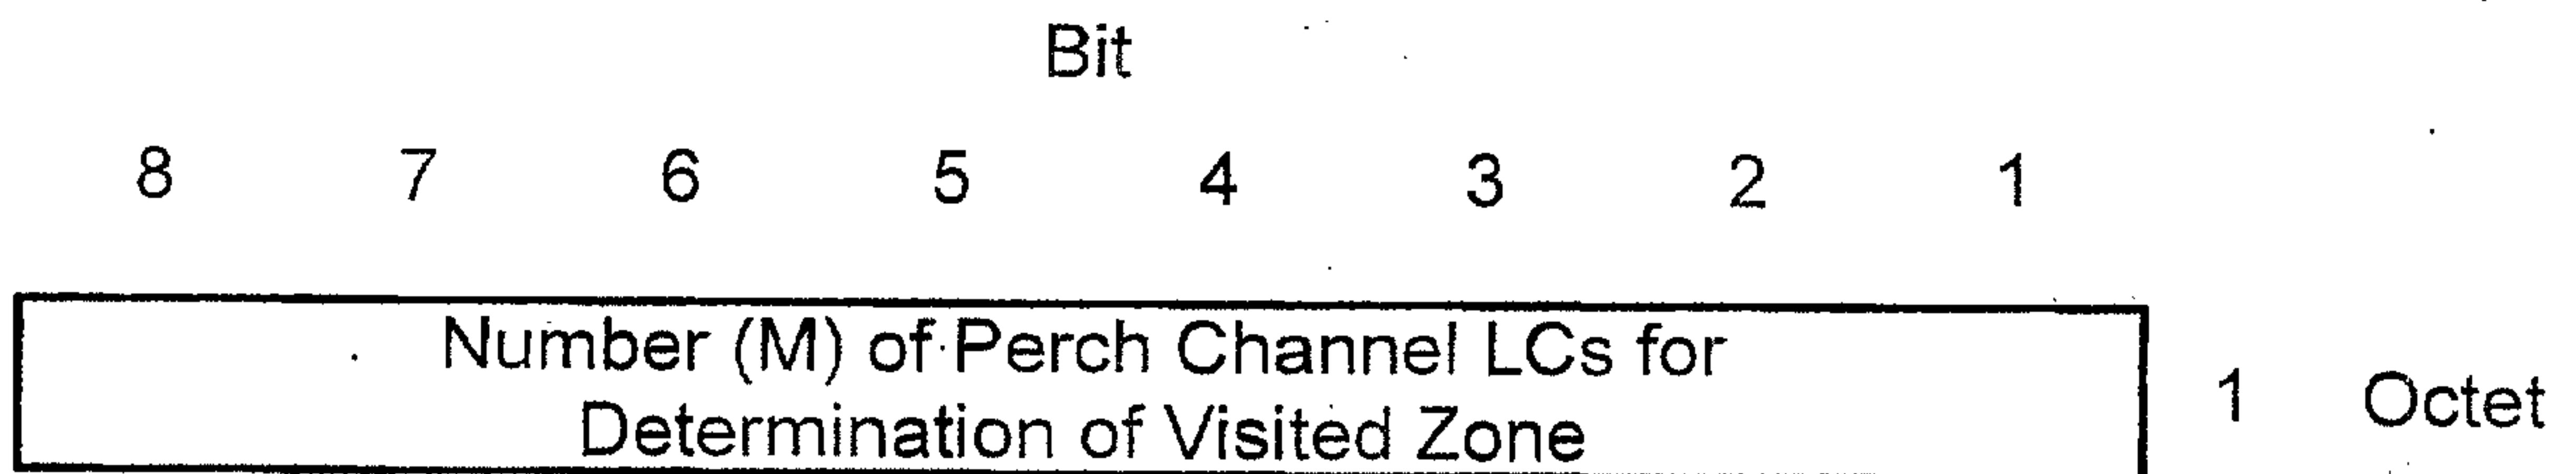 Bit
8 7 6 5 4 3 2 1
Number (M) of Perch Channel LCs for
Determination of Visited Zone
1 Octet